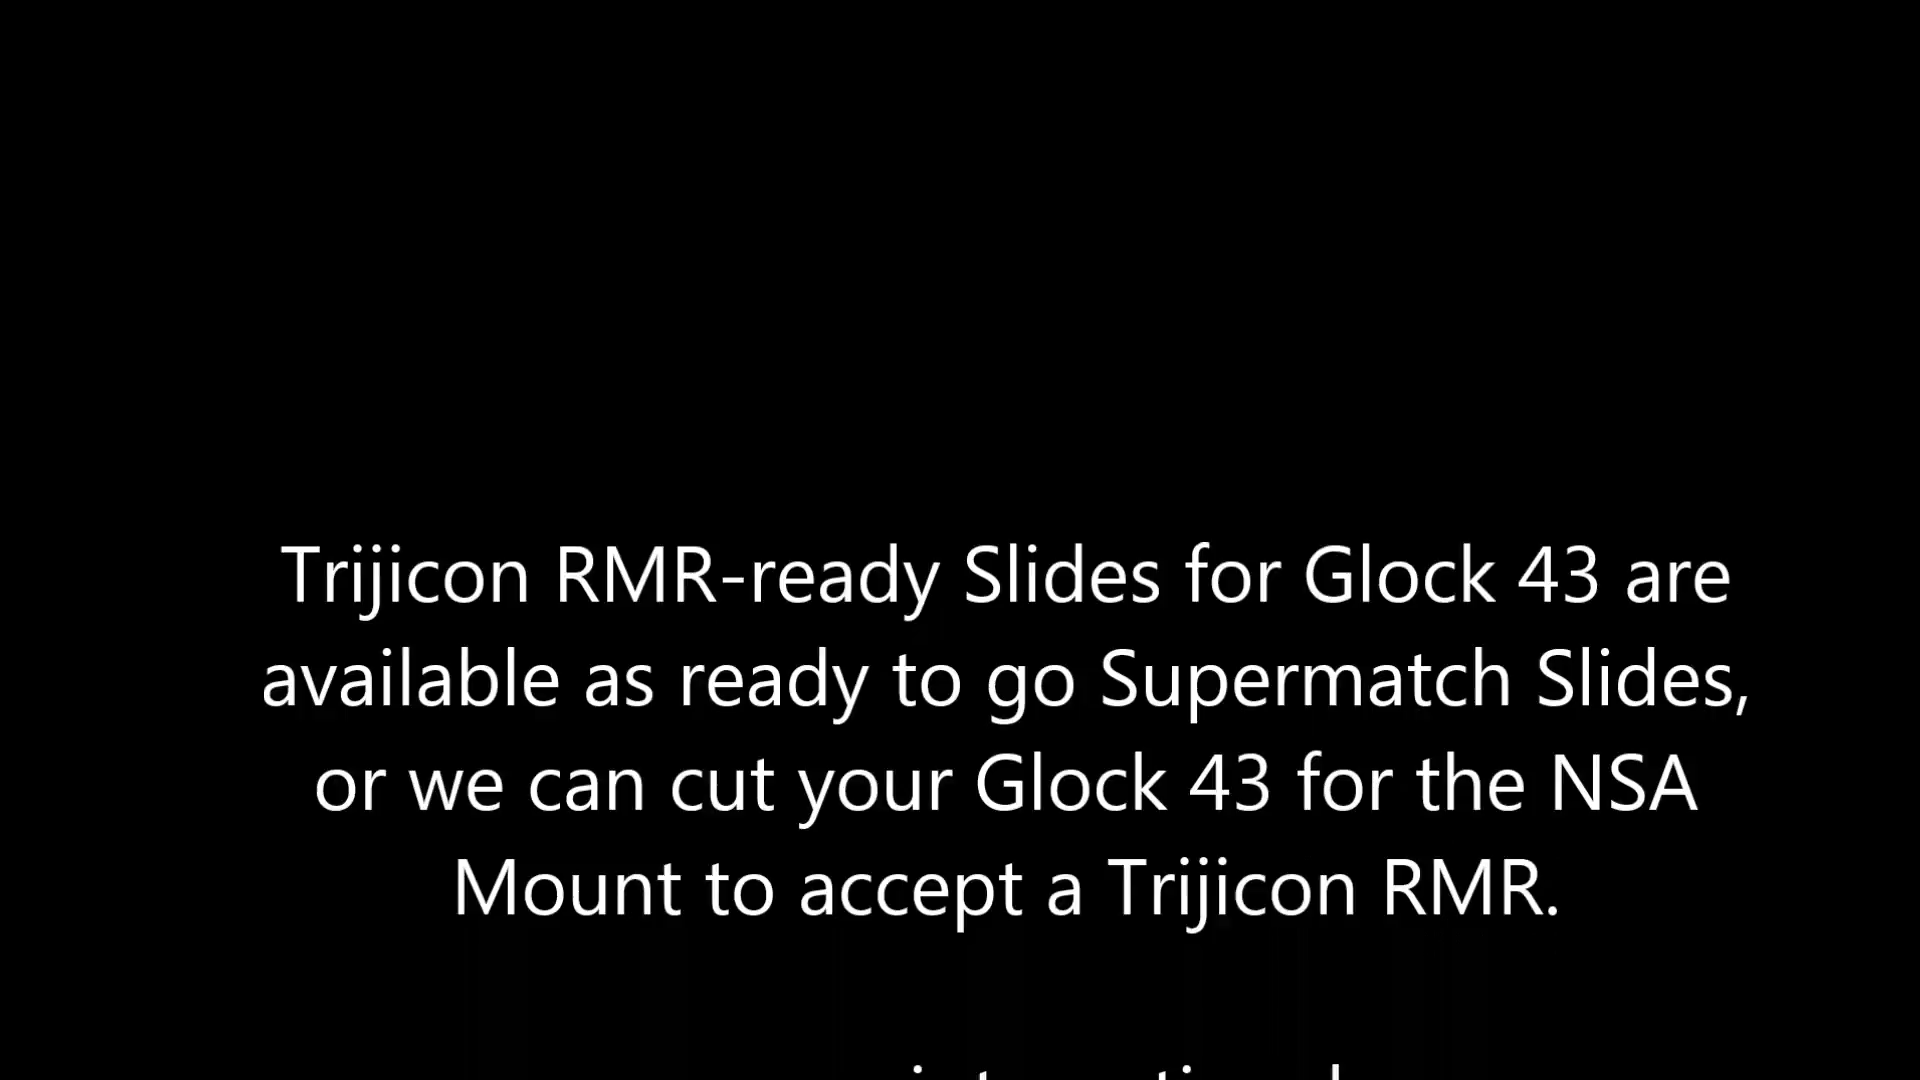 Trijicon RMR-ready Slides for Glock 43 are
available as ready to go Supermatch Slides,
or we can cut your Glock 43 for the NSA
Mount to accept a Trijicon RMR.